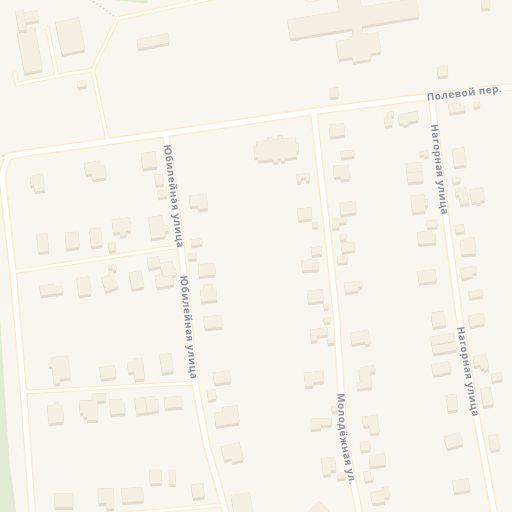 Полевой пер.
Нагорная улица
Юбилейная улица
Юбилейная улица
Нагорная улица
Молодёжная ул.